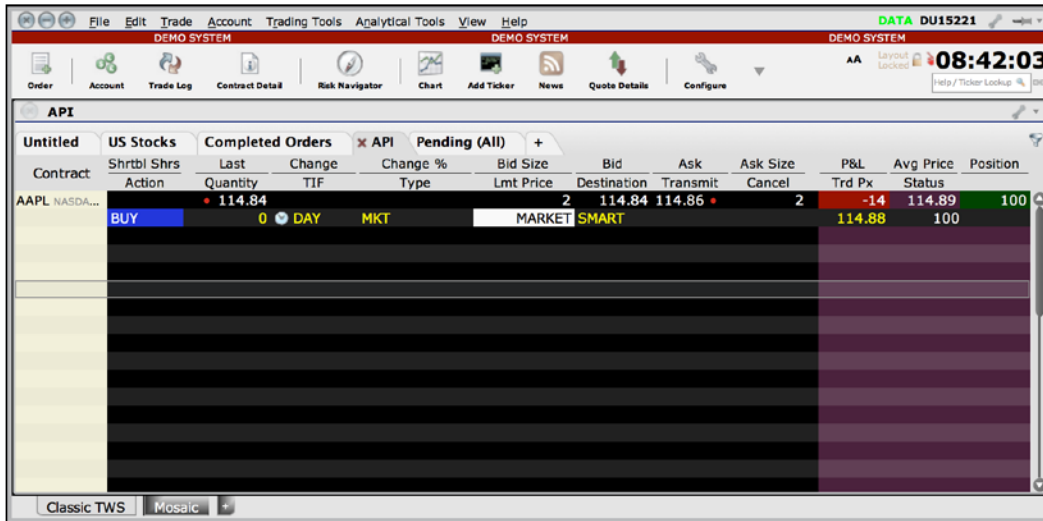 File Edit Trade Account Trading Tools Analytical Tools View Help DATA DU15221
DEMO SYSTEM DEMO SYSTEM DEMO SYSTEM
AA Layout Locked 08:42:03
Order Account Trade Log Contract Detail Risk Navigator Chart Add Ticker News Quote Details Configure Help / Ticker Lookup
API
Untitled US Stocks Completed Orders API Pending (All) +
Contract Shrtbl Shrs Last Change Change % Bid Size Bid Ask Ask Size P&L Avg Price Position
Action Quantity TIF Type Lmt Price Destination Transmit Cancel Trd Px Status
AAPL NASDA... 114.84 2 114.84 114.86 2 -14 114.89 100
BUY 0 DAY MKT MARKET SMART 114.88 100
Classic TWS Mosaic +